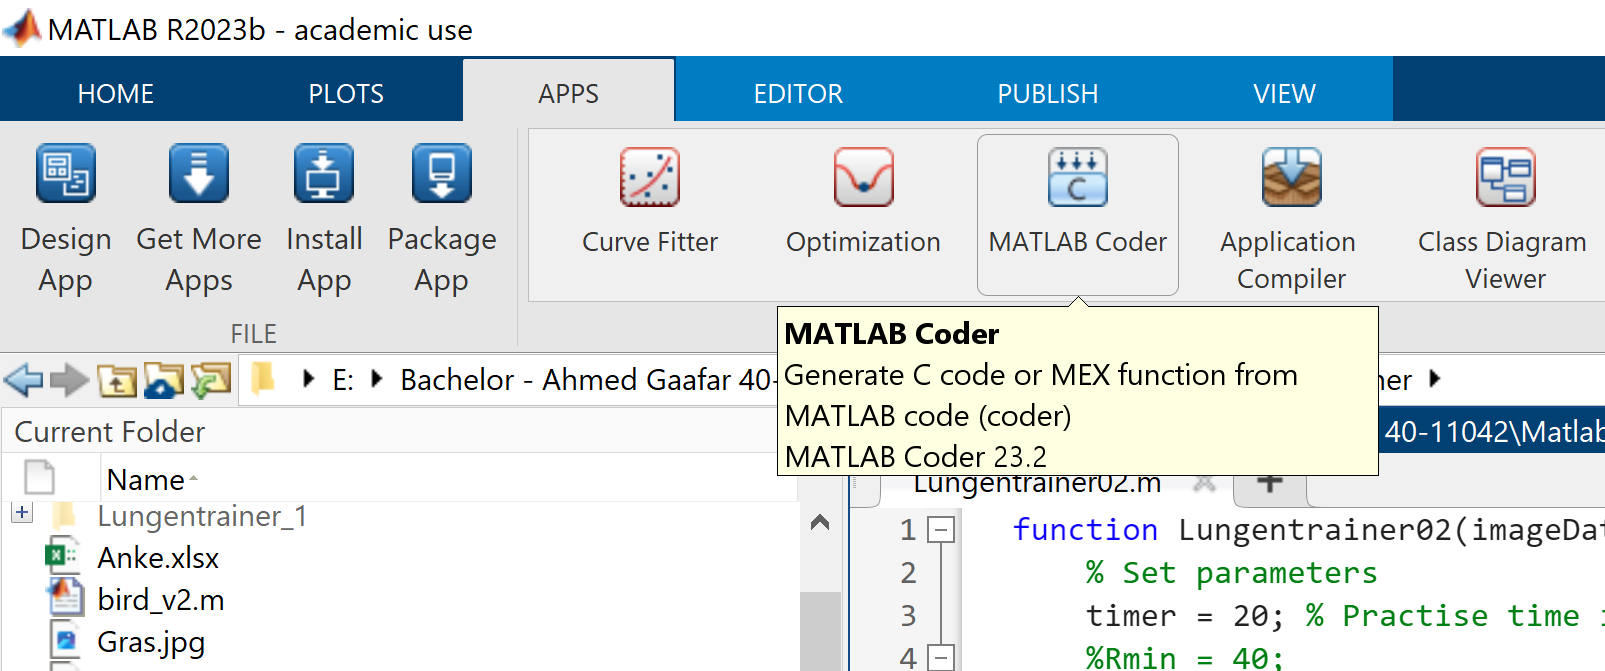 MATLAB R2023b - academic use
HOME PLOTS APPS EDITOR PUBLISH VIEW
Design App
Get More Apps
Install App
Package App
Curve Fitter
Optimization
MATLAB Coder
Application Compiler
Class Diagram Viewer
FILE
MATLAB Coder
Generate C code or MEX function from
MATLAB code (coder)
MATLAB Coder 23.2
E: Bachelor - Ahmed Gaafar 40-
ner
Current Folder
40-11042\Matlab
Name
Lungentrainer02.m
Lungentrainer_1
Anke.xlsx
bird_v2.m
Gras.jpg
1 function Lungentrainer02(imageDat
2 % Set parameters
3 timer = 20; % Practise time
4 %Rmin = 40;